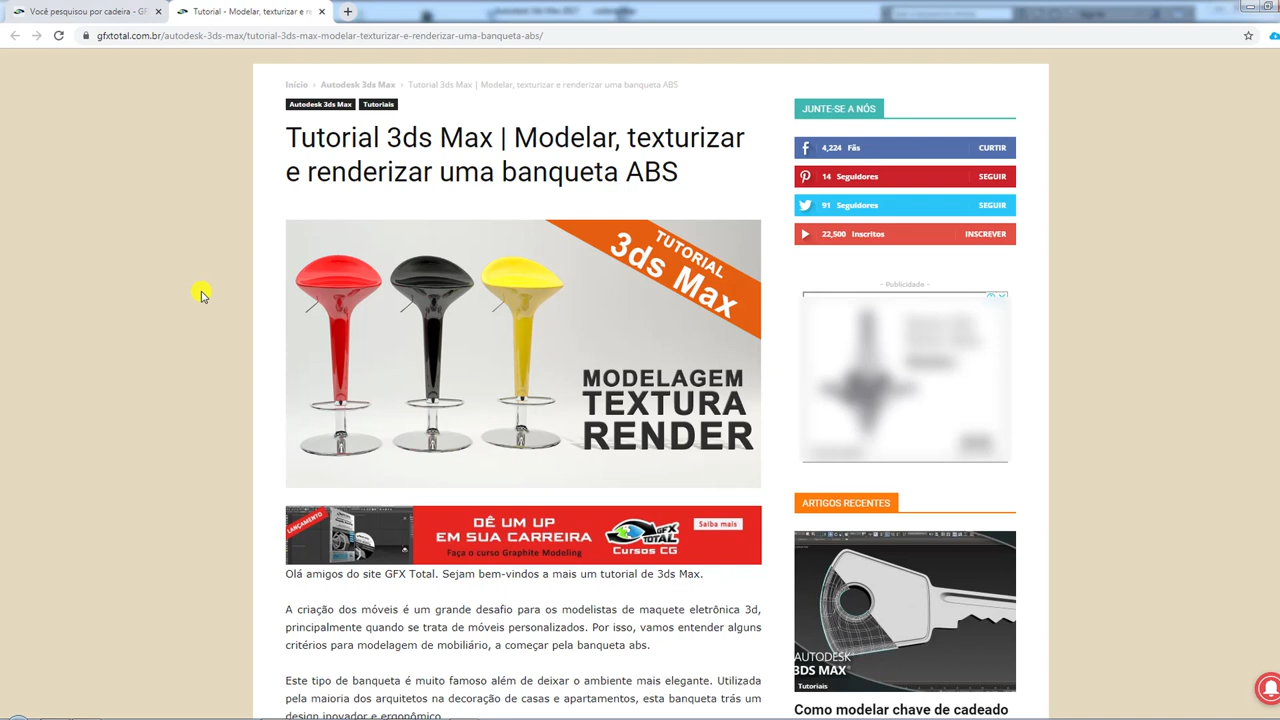 Você pesquisou por cadeira - GF
Tutorial - Modelar, texturizar e r
gfxtotal.com.br/autodesk-3ds-max/tutorial-3ds-max-modelar-texturizar-e-renderizar-uma-banqueta-abs/
Início › Autodesk 3ds Max › Tutorial 3ds Max | Modelar, texturizar e renderizar uma banqueta ABS
Autodesk 3ds Max Tutoriais
Tutorial 3ds Max | Modelar, texturizar
e renderizar uma banqueta ABS
TUTORIAL
3ds Max
MODELAGEM
TEXTURA
RENDER
LANÇAMENTO
DÊ UM UP
EM SUA CARREIRA
Faça o curso Graphite Modeling
GFX
TOTAL
Cursos CG
Saiba mais
Olá amigos do site GFX Total. Sejam bem-vindos a mais um tutorial de 3ds Max.
A criação dos móveis é um grande desafio para os modelistas de maquete eletrônica 3d,
principalmente quando se trata de móveis personalizados. Por isso, vamos entender alguns
critérios para modelagem de mobiliário, a começar pela banqueta abs.
Este tipo de banqueta é muito famoso além de deixar o ambiente mais elegante. Utilizada
pela maioria dos arquitetos na decoração de casas e apartamentos, esta banqueta trás um
design inovador e ergonômico.
JUNTE-SE A NÓS
4,224 Fãs CURTIR
14 Seguidores SEGUIR
91 Seguidores SEGUIR
22,500 Inscritos INSCREVER
- Publicidade -
ARTIGOS RECENTES
AUTODESK
3DS MAX
Tutoriais
Como modelar chave de cadeado